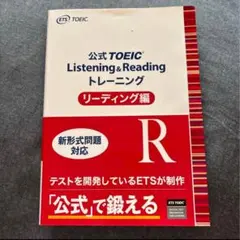 ETS TOEIC
公式 TOEIC®
Listening & Reading
トレーニング
リーディング編
新形式問題
対応
R
テストを開発しているETSが制作
「公式」で鍛える
ETS TOEIC